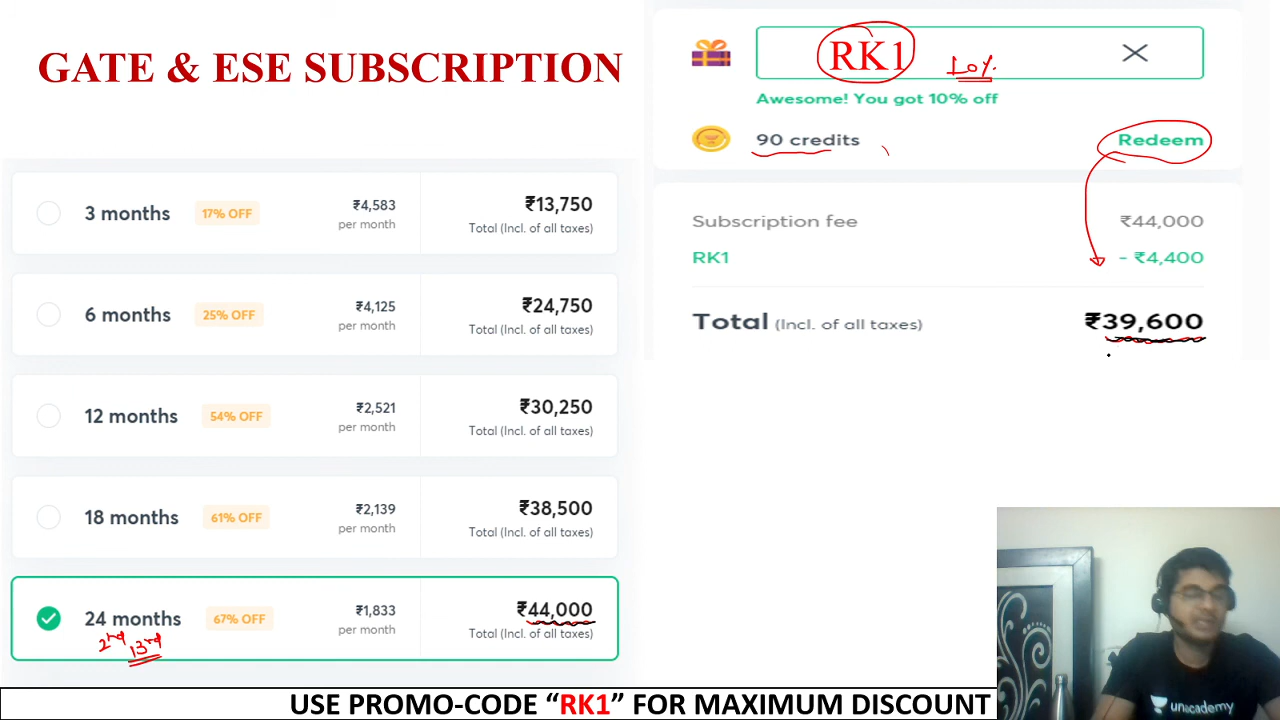 GATE & ESE SUBSCRIPTION
3 months 17% OFF ₹4,583 per month ₹13,750 Total (Incl. of all taxes)
6 months 25% OFF ₹4,125 per month ₹24,750 Total (Incl. of all taxes)
12 months 54% OFF ₹2,521 per month ₹30,250 Total (Incl. of all taxes)
18 months 61% OFF ₹2,139 per month ₹38,500 Total (Incl. of all taxes)
24 months 67% OFF ₹1,833 per month ₹44,000 Total (Incl. of all taxes)
2nd 3rd
RK1 10%
Awesome! You got 10% off
90 credits Redeem
Subscription fee ₹44,000
RK1 - ₹4,400
Total (Incl. of all taxes) ₹39,600
unacademy
USE PROMO-CODE “RK1” FOR MAXIMUM DISCOUNT